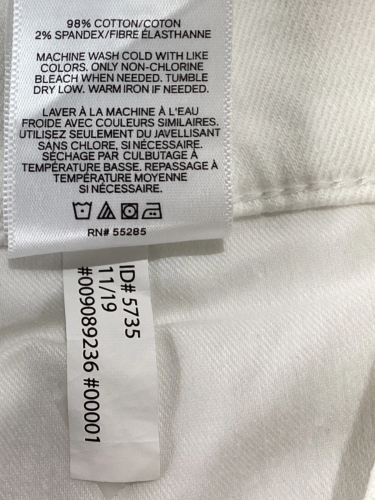 98% COTTON/COTON
2% SPANDEX/FIBRE ÉLASTHANNE
MACHINE WASH COLD WITH LIKE
COLORS. ONLY NON-CHLORINE
BLEACH WHEN NEEDED. TUMBLE
DRY LOW. WARM IRON IF NEEDED.
LAVER À LA MACHINE À L'EAU
FROIDE AVEC COULEURS SIMILAIRES.
UTILISEZ SEULEMENT DU JAVELLISANT
SANS CHLORE, SI NÉCESSAIRE.
SÉCHAGE PAR CULBUTAGE À
TEMPÉRATURE BASSE. REPASSAGE À
TEMPÉRATURE MOYENNE
SI NÉCESSAIRE.
RN# 55285
ID# 5735
11/19
#009089236 #00001